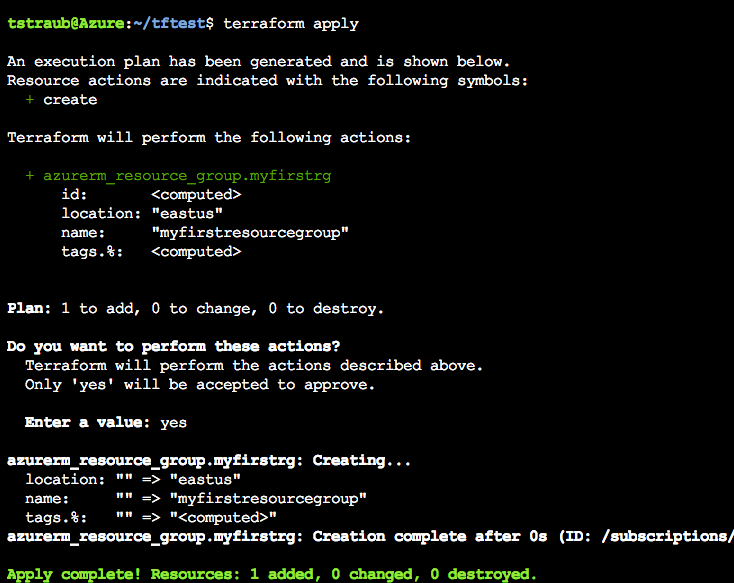 tstraub@Azure:~/tftest$ terraform apply
An execution plan has been generated and is shown below.
Resource actions are indicated with the following symbols:
+ create
Terraform will perform the following actions:
+ azurerm_resource_group.myfirstrg
id: <computed>
location: "eastus"
name: "myfirstresourcegroup"
tags.%: <computed>
Plan: 1 to add, 0 to change, 0 to destroy.
Do you want to perform these actions?
Terraform will perform the actions described above.
Only 'yes' will be accepted to approve.
Enter a value: yes
azurerm_resource_group.myfirstrg: Creating...
location: "" => "eastus"
name: "" => "myfirstresourcegroup"
tags.%: "" => "<computed>"
azurerm_resource_group.myfirstrg: Creation complete after 0s (ID: /subscriptions/
Apply complete! Resources: 1 added, 0 changed, 0 destroyed.